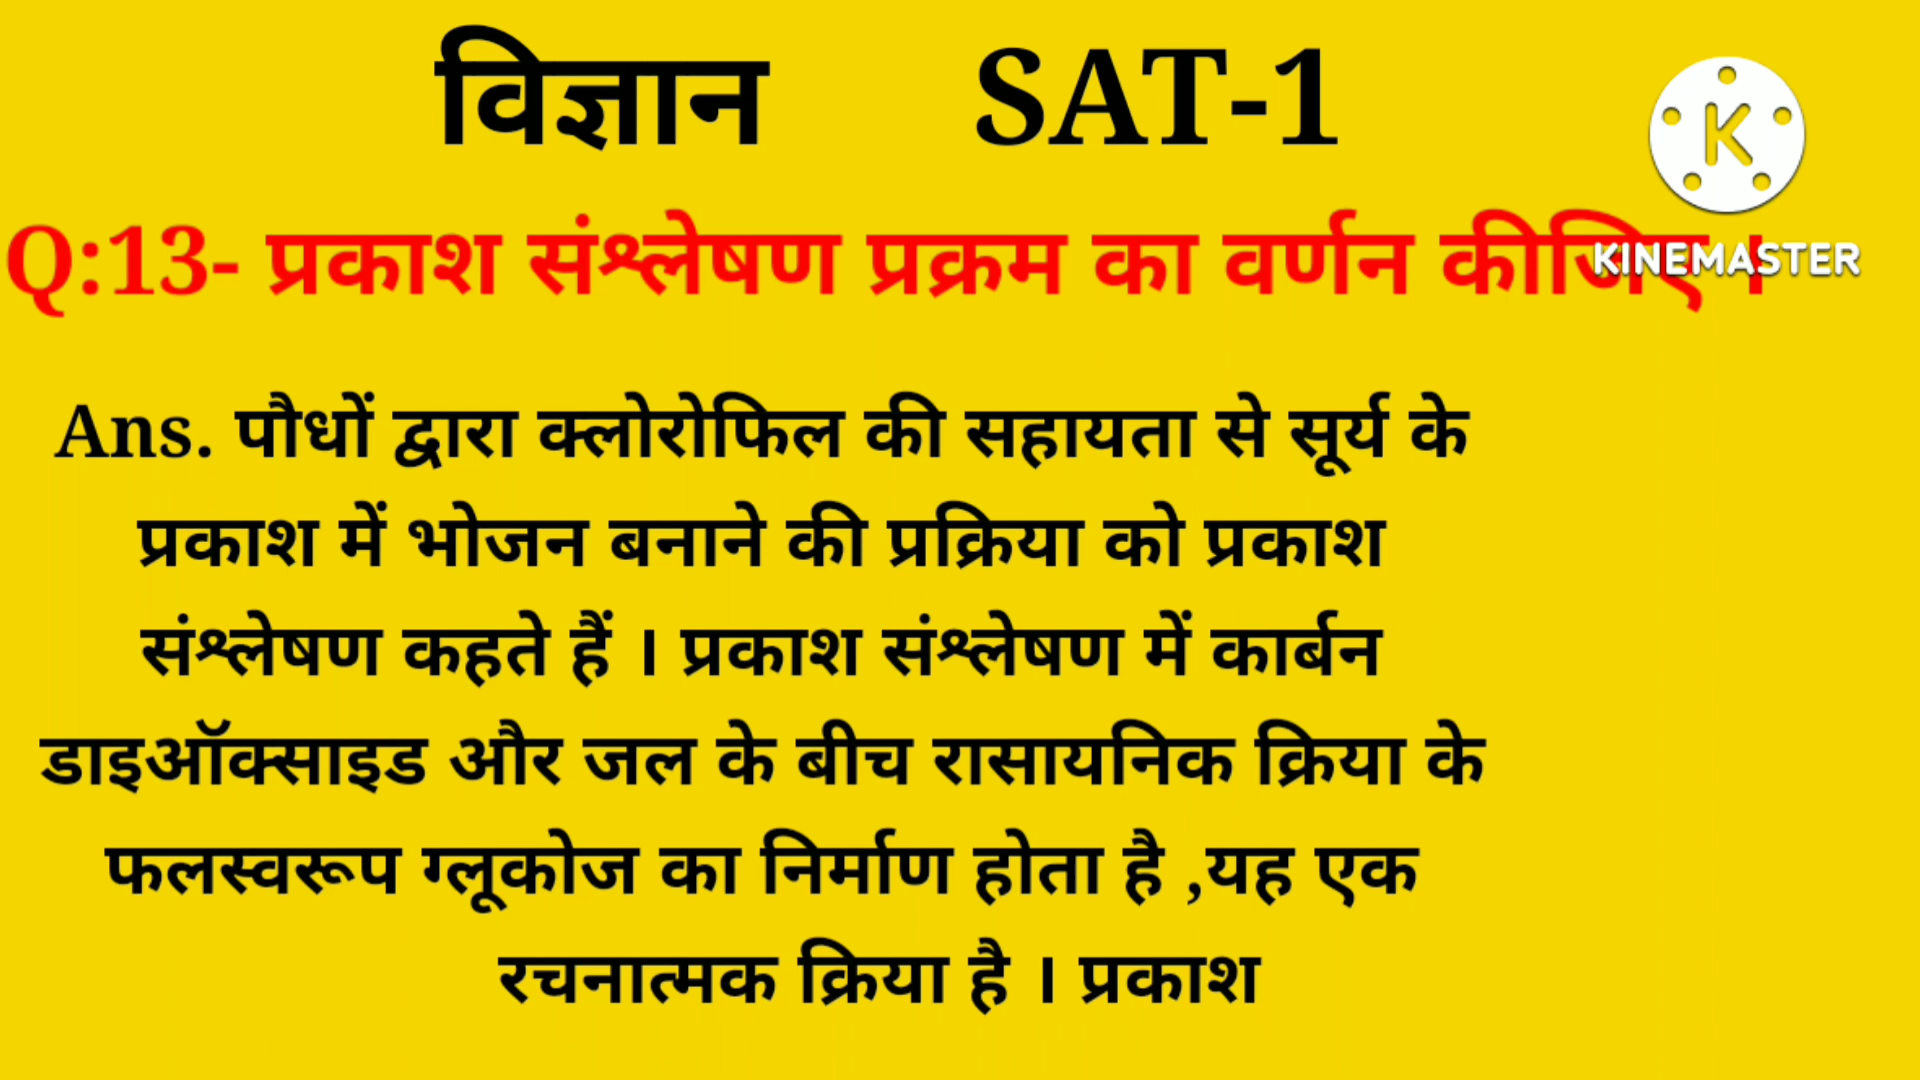 विज्ञान SAT-1
K
KINEMASTER
Q:13- प्रकाश संश्लेषण प्रक्रम का वर्णन कीजिए ।
Ans. पौधों द्वारा क्लोरोफिल की सहायता से सूर्य के
प्रकाश में भोजन बनाने की प्रक्रिया को प्रकाश
संश्लेषण कहते हैं । प्रकाश संश्लेषण में कार्बन
डाइऑक्साइड और जल के बीच रासायनिक क्रिया के
फलस्वरूप ग्लूकोज का निर्माण होता है ,यह एक
रचनात्मक क्रिया है । प्रकाश